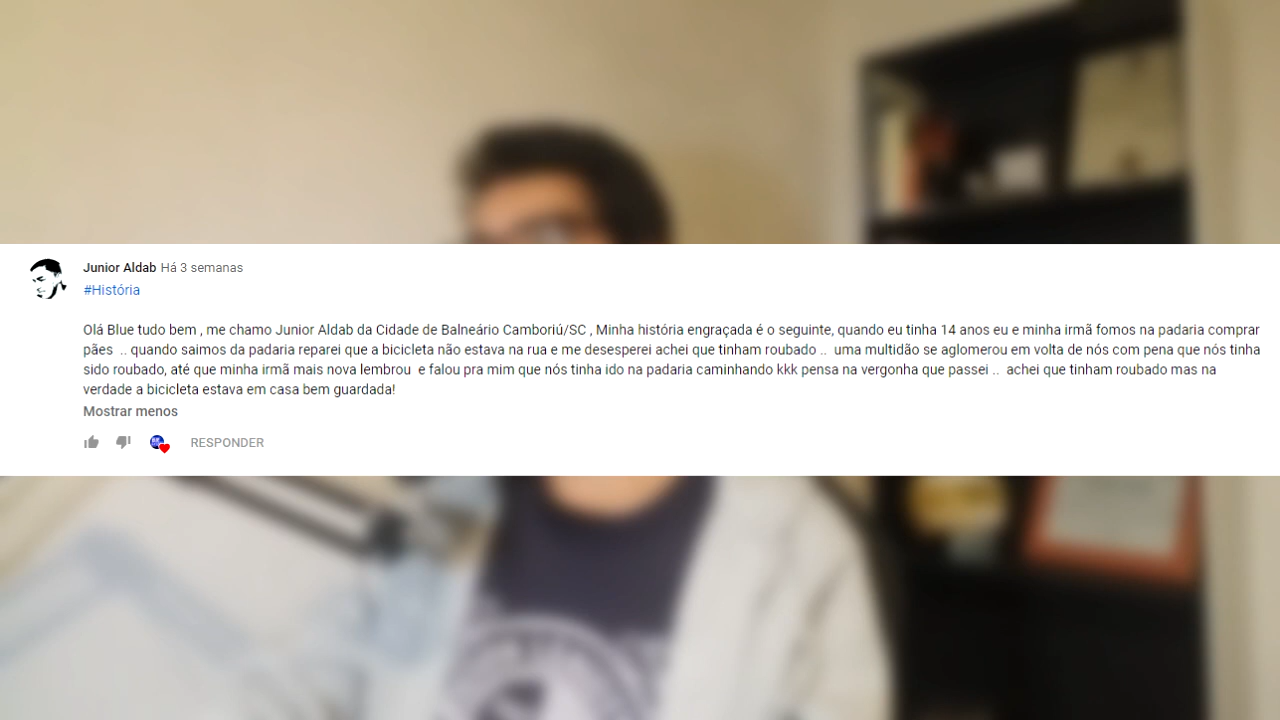 Junior Aldab Há 3 semanas
#História
Olá Blue tudo bem , me chamo Junior Aldab da Cidade de Balneário Camboriú/SC , Minha história engraçada é o seguinte, quando eu tinha 14 anos eu e minha irmã fomos na padaria comprar
pães .. quando saimos da padaria reparei que a bicicleta não estava na rua e me desesperei achei que tinham roubado .. uma multidão se aglomerou em volta de nós com pena que nós tinha
sido roubado, até que minha irmã mais nova lembrou e falou pra mim que nós tinha ido na padaria caminhando kkk pensa na vergonha que passei .. achei que tinham roubado mas na
verdade a bicicleta estava em casa bem guardada!
Mostrar menos
RESPONDER